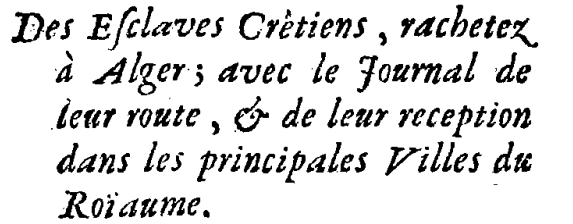 Des Eſclaves Crêtiens, rachetez
à Alger; avec le Journal de
leur route, & de leur reception
dans les principales Villes du
Roïaume.